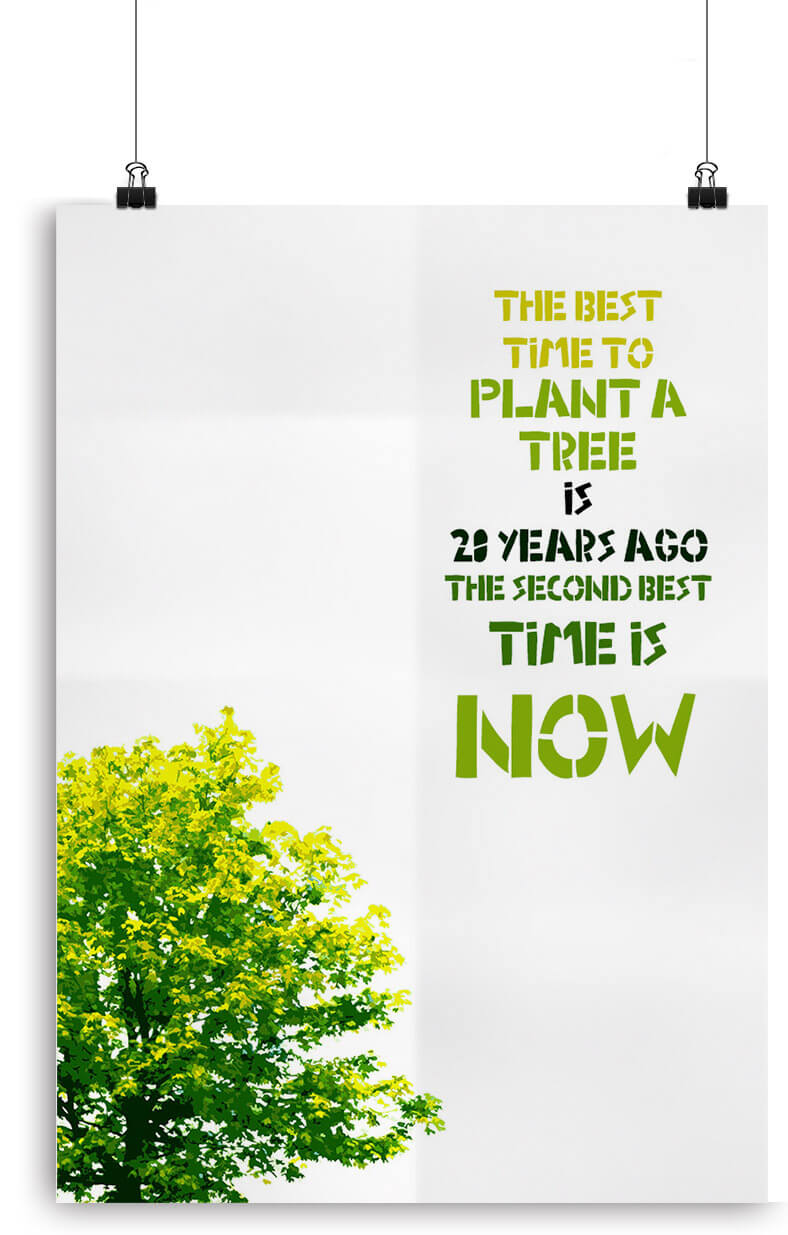 THE BEST
TiME TO
PLANT A
TREE
iS
20 YEARS AGO
THE SECOND BEST
TiME iS
NOW